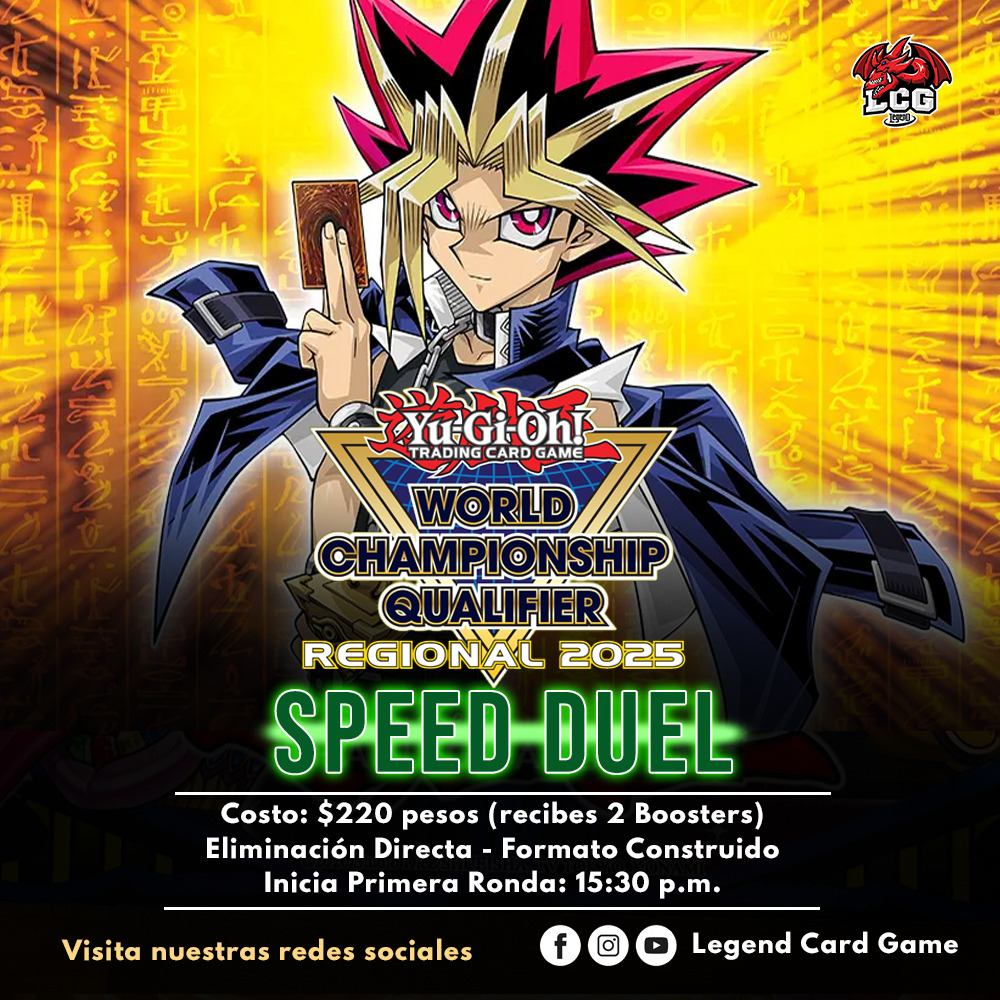 LCG
Legend
Yu-Gi-Oh!
TRADING CARD GAME
WORLD
CHAMPIONSHIP
QUALIFIER
REGIONAL 2025
SPEED DUEL
Costo: $220 pesos (recibes 2 Boosters)
Eliminación Directa - Formato Construido
Inicia Primera Ronda: 15:30 p.m.
Visita nuestras redes sociales
Legend Card Game